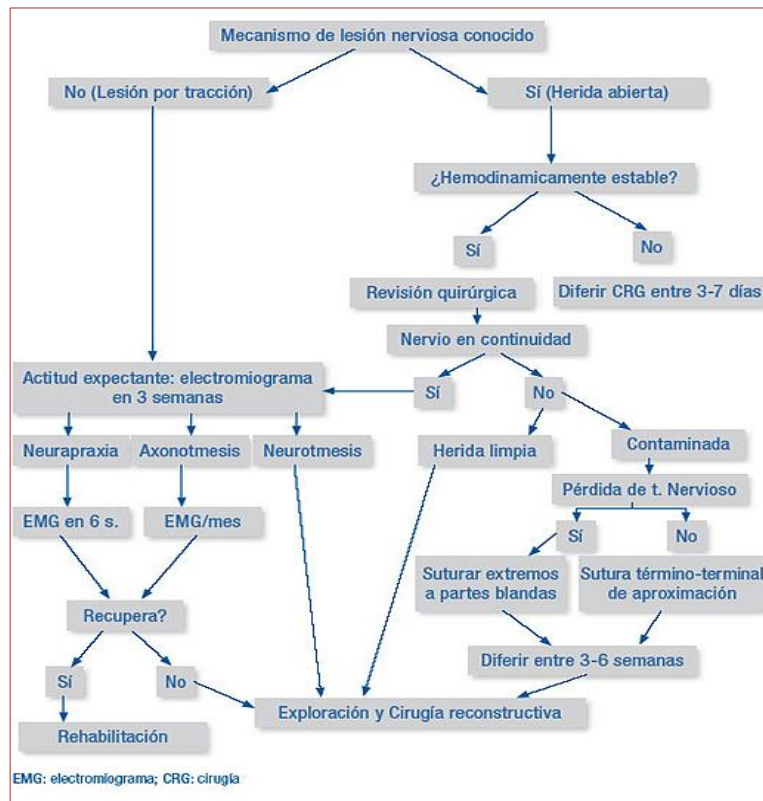 Mecanismo de lesión nerviosa conocido
No (Lesión por tracción)
Sí (Herida abierta)
¿Hemodinamicamente estable?
Sí
No
Revisión quirúrgica
Diferir CRG entre 3-7 días
Nervio en continuidad
Actitud expectante: electromiograma
en 3 semanas
Sí
No
Neurapraxia
Axonotmesis
Neurotmesis
Herida limpia
Contaminada
Pérdida de t. Nervioso
EMG en 6 s.
EMG/mes
Sí
No
Suturar extremos
a partes blandas
Sutura término-terminal
de aproximación
Recupera?
Diferir entre 3-6 semanas
Sí
No
Exploración y Cirugía reconstructiva
Rehabilitación
EMG: electromiograma; CRG: cirugía